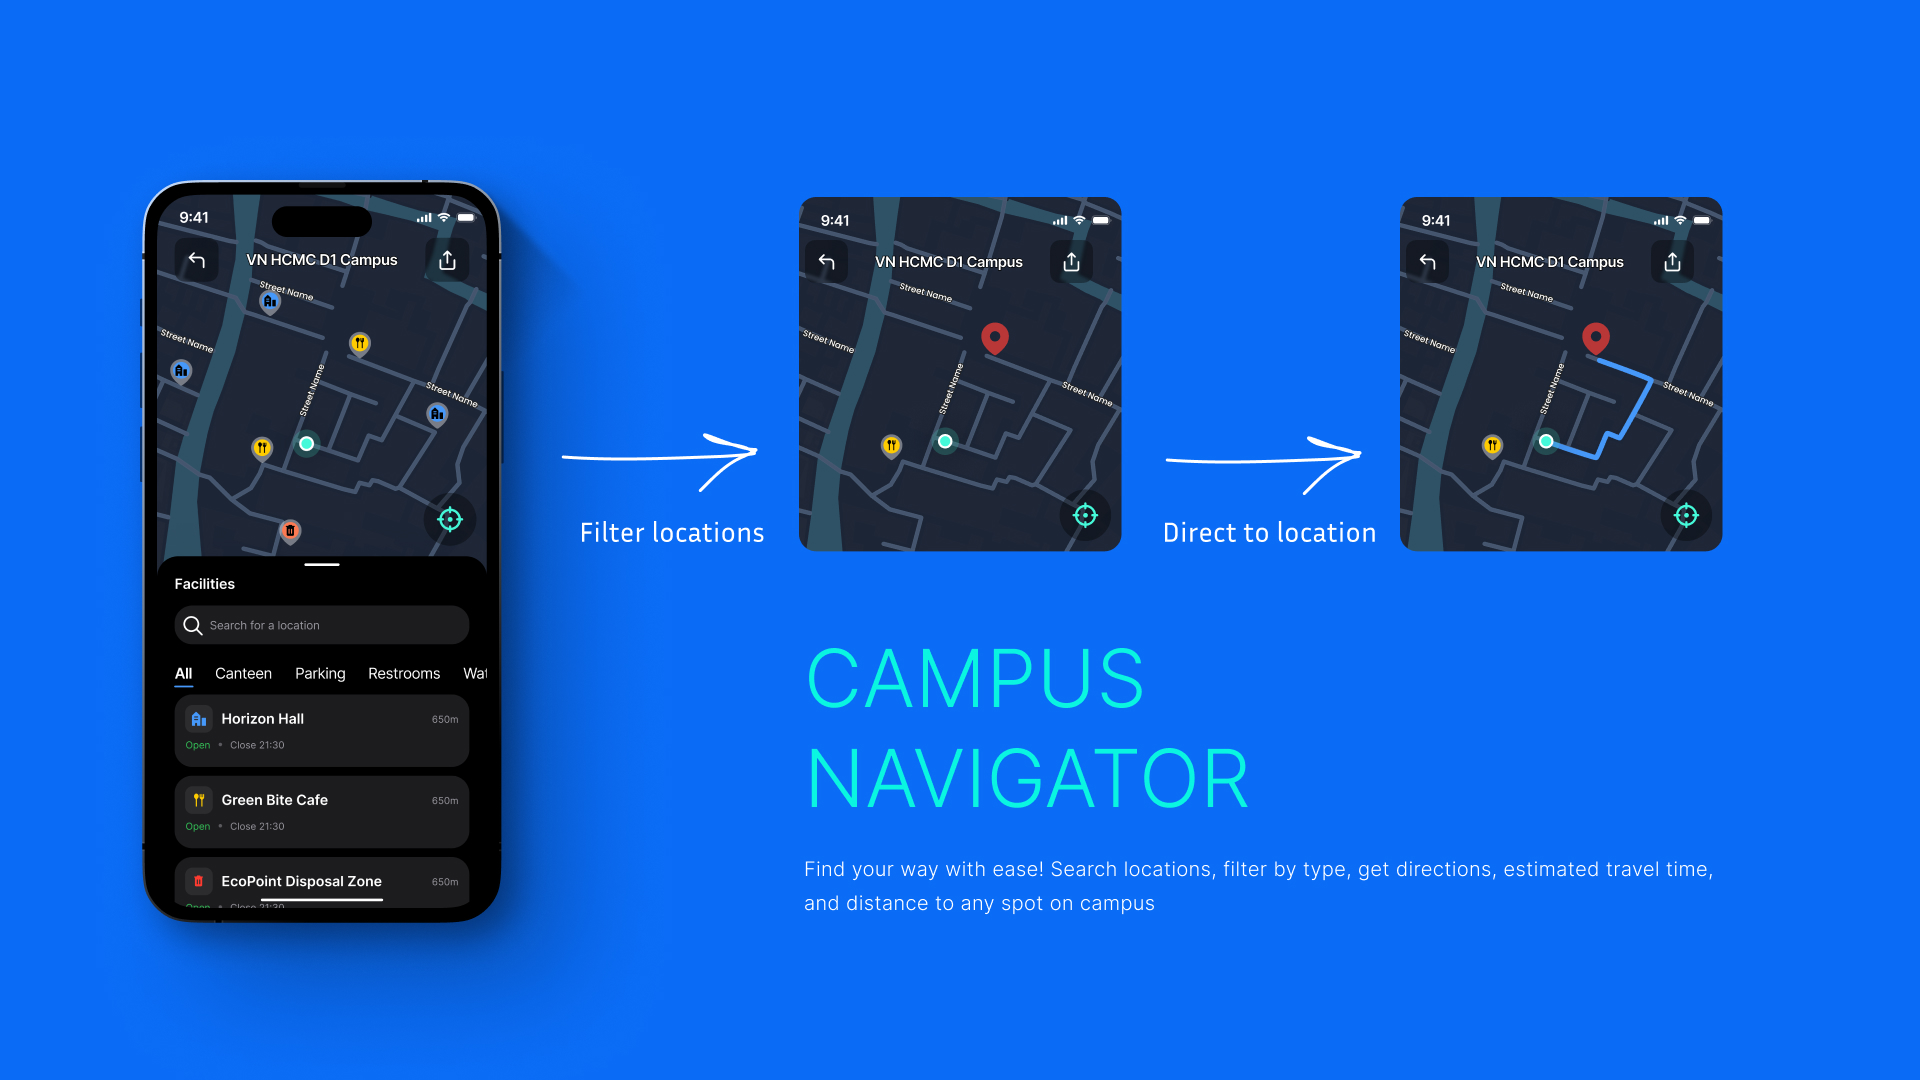 9:41
VN HCMC D1 Campus
Street Name
Street Name
Street Name
Street Name
Facilities
Search for a location
All Canteen Parking Restrooms Wat
Horizon Hall 650m
Open • Close 21:30
Green Bite Cafe 650m
Open • Close 21:30
EcoPoint Disposal Zone 650m
Open • Close 21:30
Filter locations
9:41
VN HCMC D1 Campus
Street Name
Street Name
Street Name
Street Name
Direct to location
9:41
VN HCMC D1 Campus
Street Name
Street Name
Street Name
Street Name
CAMPUS
NAVIGATOR
Find your way with ease! Search locations, filter by type, get directions, estimated travel time,
and distance to any spot on campus